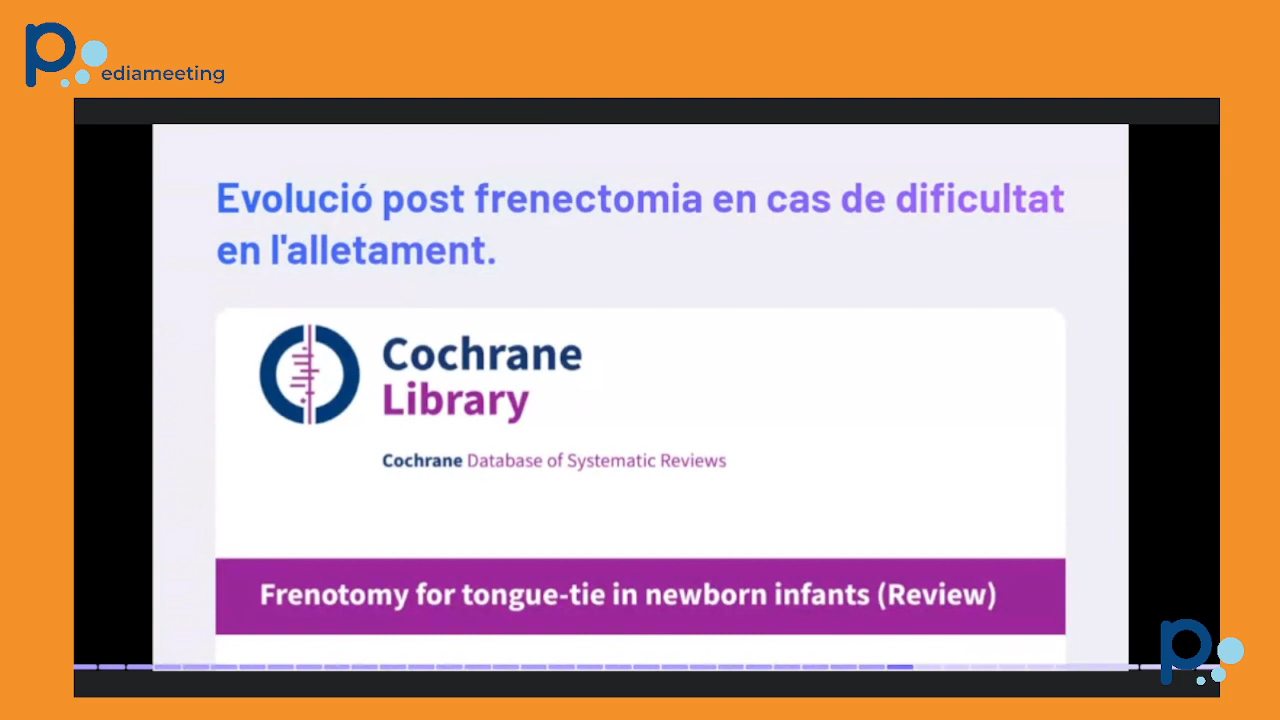 pediameeting
Evolució post frenectomia en cas de dificultat
en l'alletament.
Cochrane
Library
Cochrane Database of Systematic Reviews
Frenotomy for tongue-tie in newborn infants (Review)
p